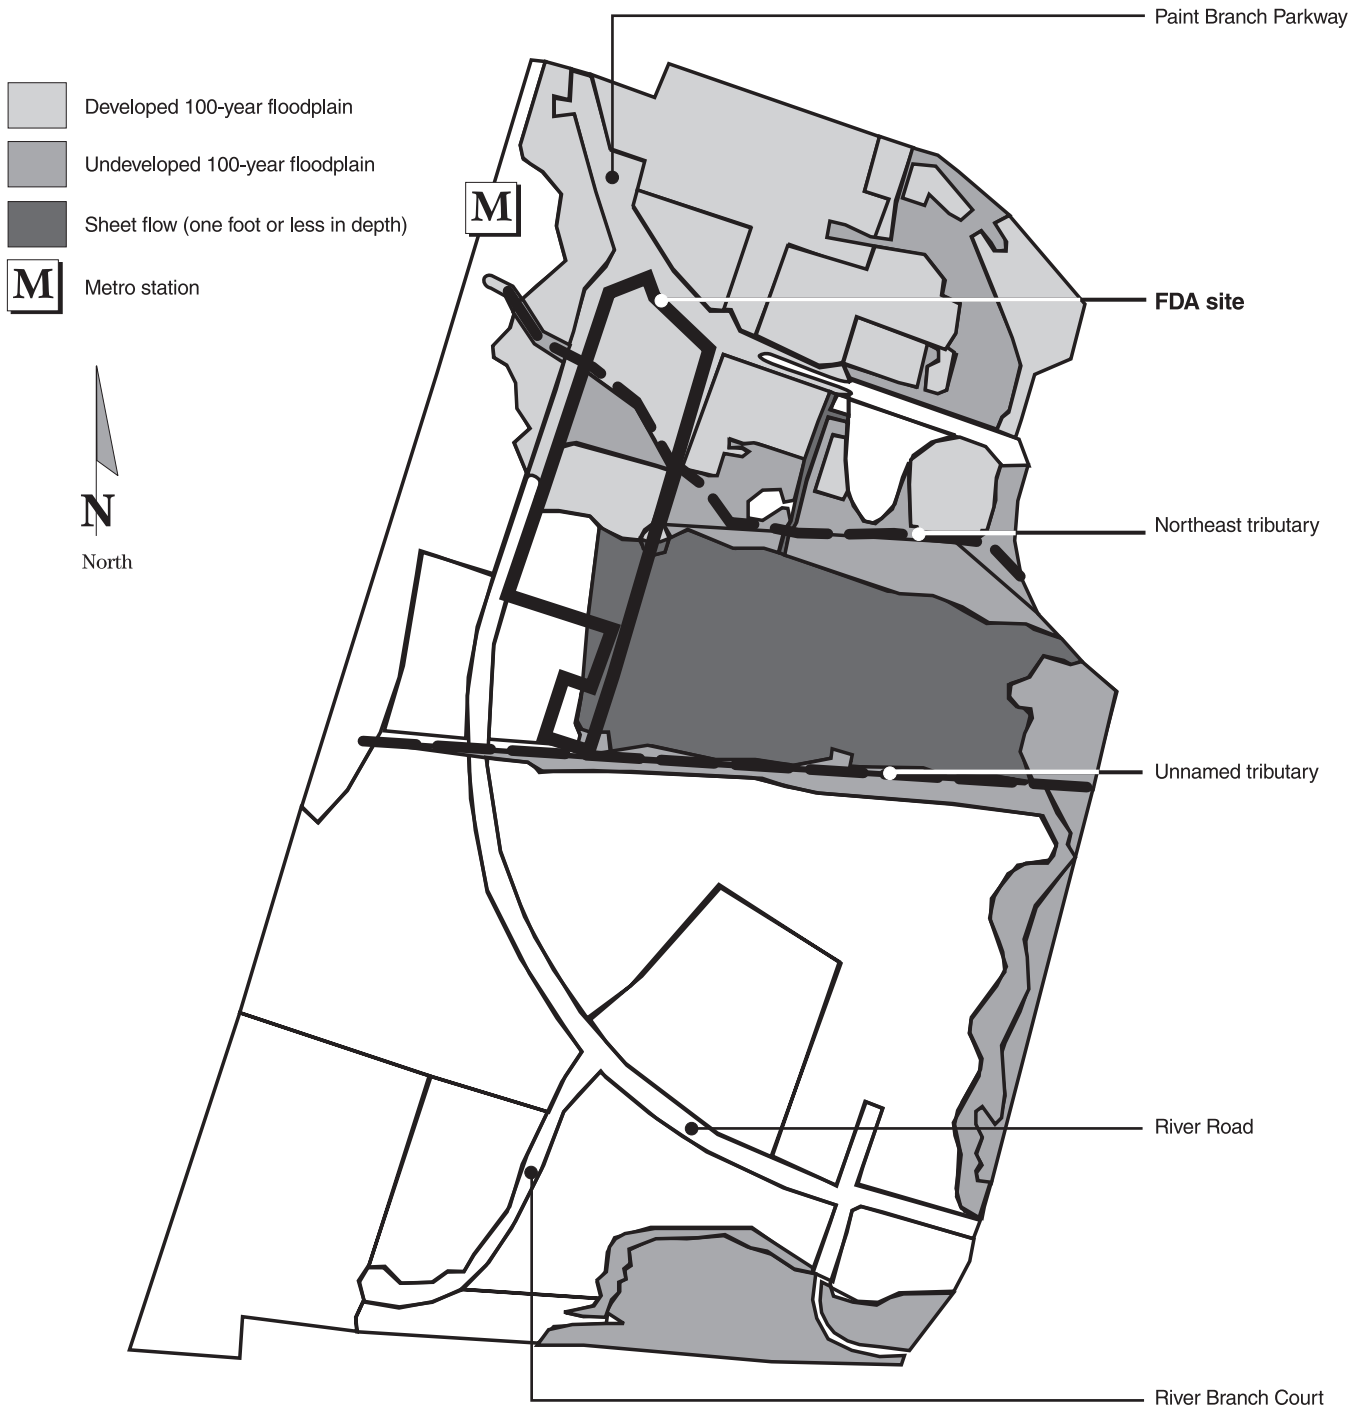 Paint Branch Parkway
Developed 100-year floodplain
Undeveloped 100-year floodplain
M
Sheet flow (one foot or less in depth)
M
Metro station
FDA site
N
North
Northeast tributary
Unnamed tributary
River Road
River Branch Court